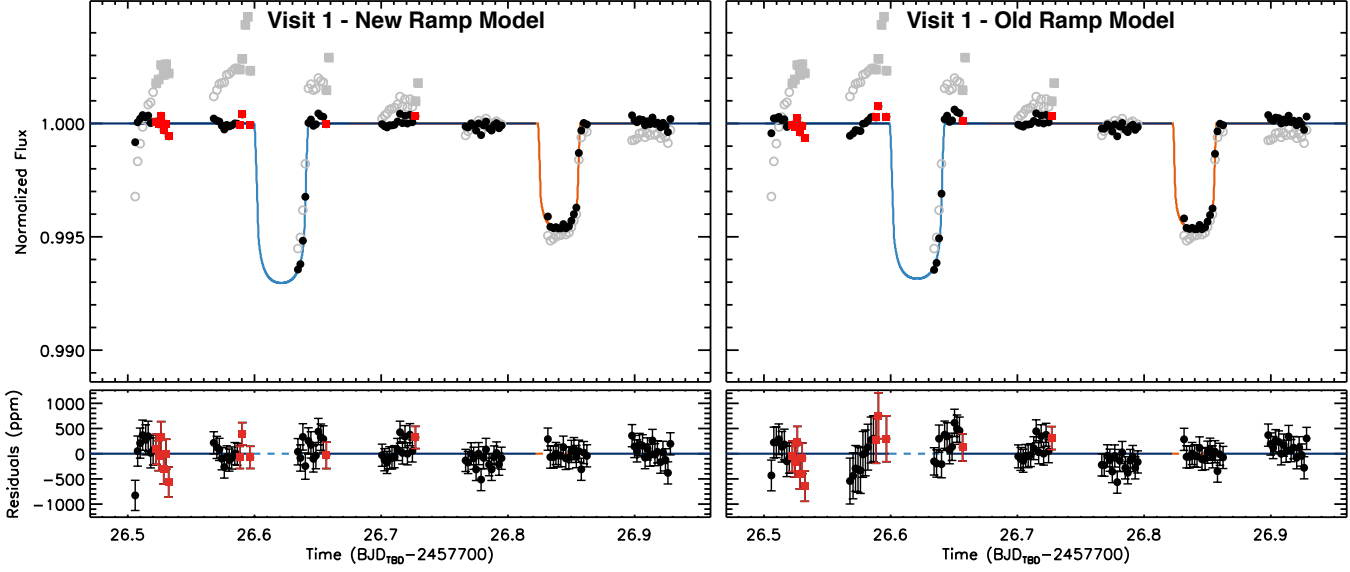 Visit 1 - New Ramp Model
Visit 1 - Old Ramp Model
Normalized Flux
1.000
0.995
0.990
Residuals (ppm)
1000
500
0
−500
−1000
26.5 26.6 26.7 26.8 26.9
26.5 26.6 26.7 26.8 26.9
Time (BJDTBD−2457700)
Time (BJDTBD−2457700)